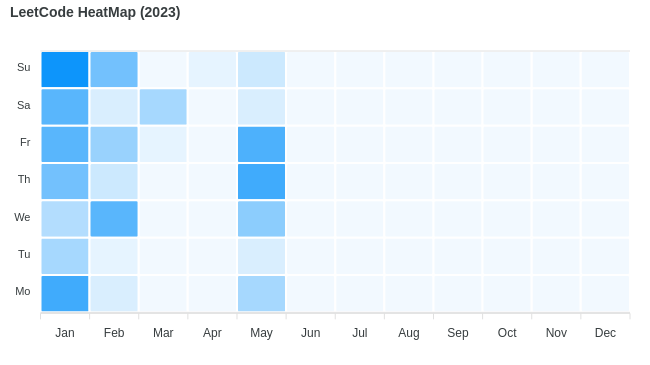 LeetCode HeatMap (2023)
Su
Sa
Fr
Th
We
Tu
Mo
Jan Feb Mar Apr May Jun Jul Aug Sep Oct Nov Dec